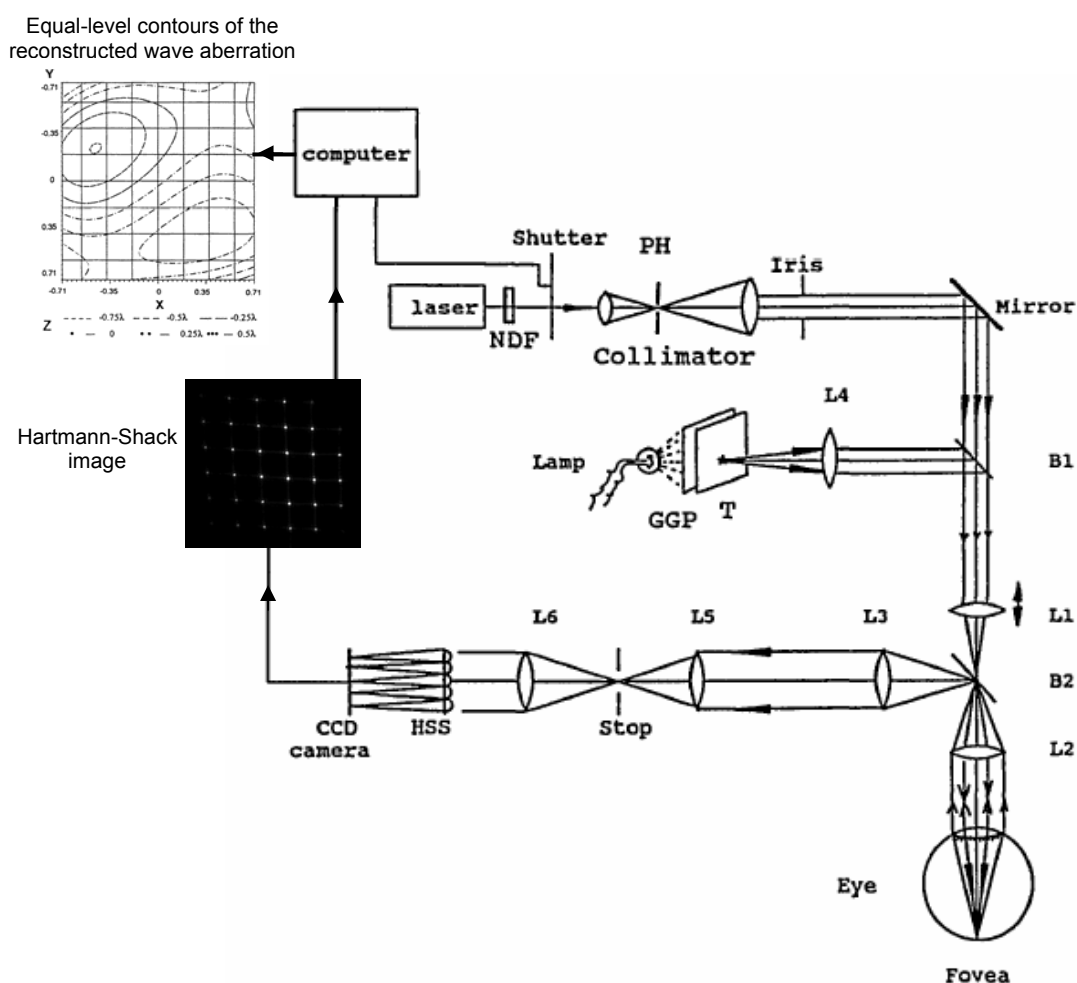 Equal-level contours of the
reconstructed wave aberration
Y
-0.71
-0.35
0
0.35
0.71
-0.71 -0.35 0 0.35 0.71
X
Z -0.75λ -0.5λ -0.25λ
0 0.25λ 0.5λ
computer
Shutter
PH
Iris
laser
NDF
Collimator
Mirror
Hartmann-Shack
image
L4
Lamp
B1
GGP T
L1
L6 L5 L3
B2
CCD
camera
HSS
Stop
L2
Eye
Fovea